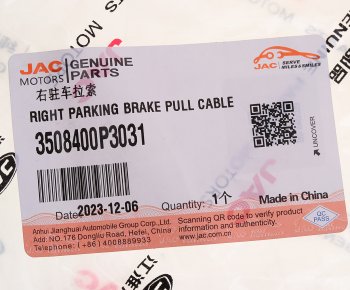 JAC MOTORS GENUINE PARTS
JAC SERVE MILES & SMILES
右驻车拉索
RIGHT PARKING BRAKE PULL CABLE
3508400P3031
UNCOVER
Date 2023-12-06
Quantity: 1个
Made in China
Anhui Jianghuai Automobile Group Corp. Ltd.
Add: NO.176 Dongliu Road, Hefei, China
Telephone: (+86) 4008889933
Scanning QR code to verify product
authenticity
www.jac.com.cn
QC PASS
JAC
江淮